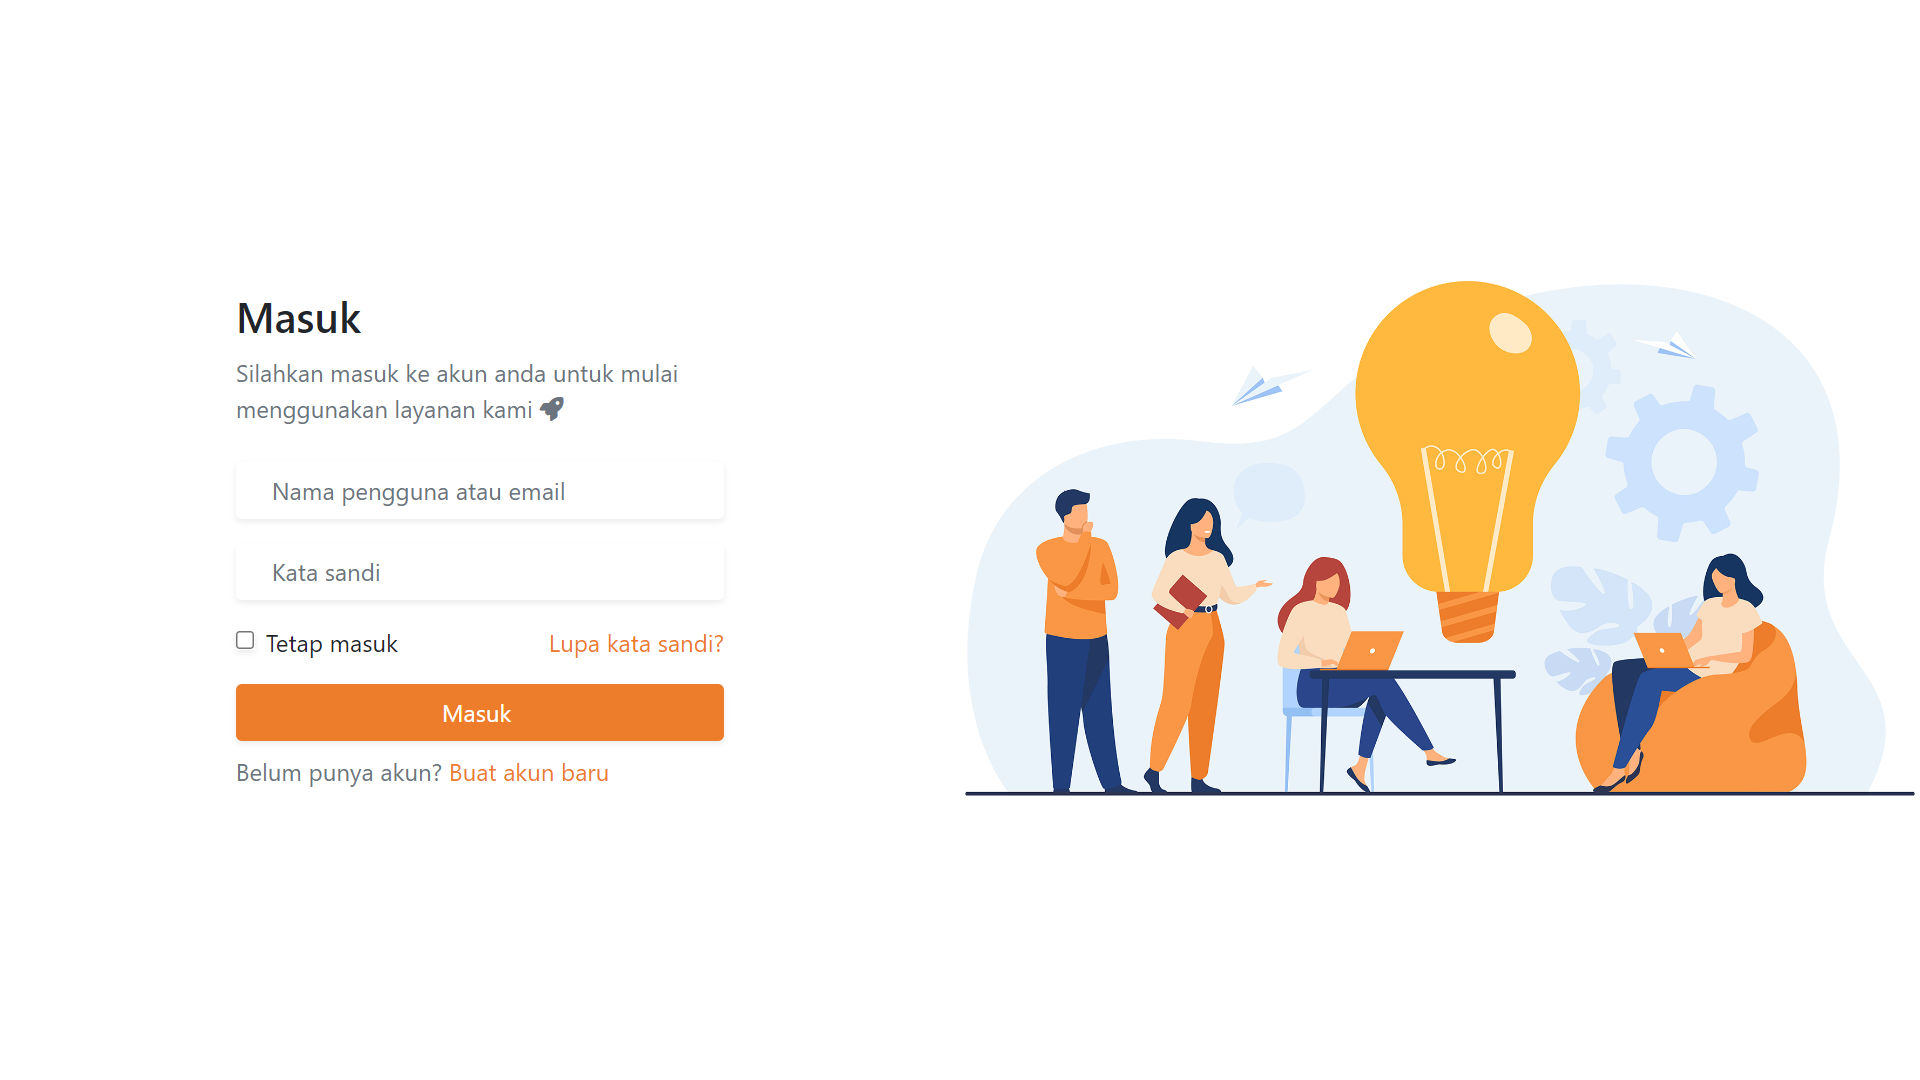 Masuk
Silahkan masuk ke akun anda untuk mulai
menggunakan layanan kami
Nama pengguna atau email
Kata sandi
Tetap masuk
Lupa kata sandi?
Masuk
Belum punya akun? Buat akun baru